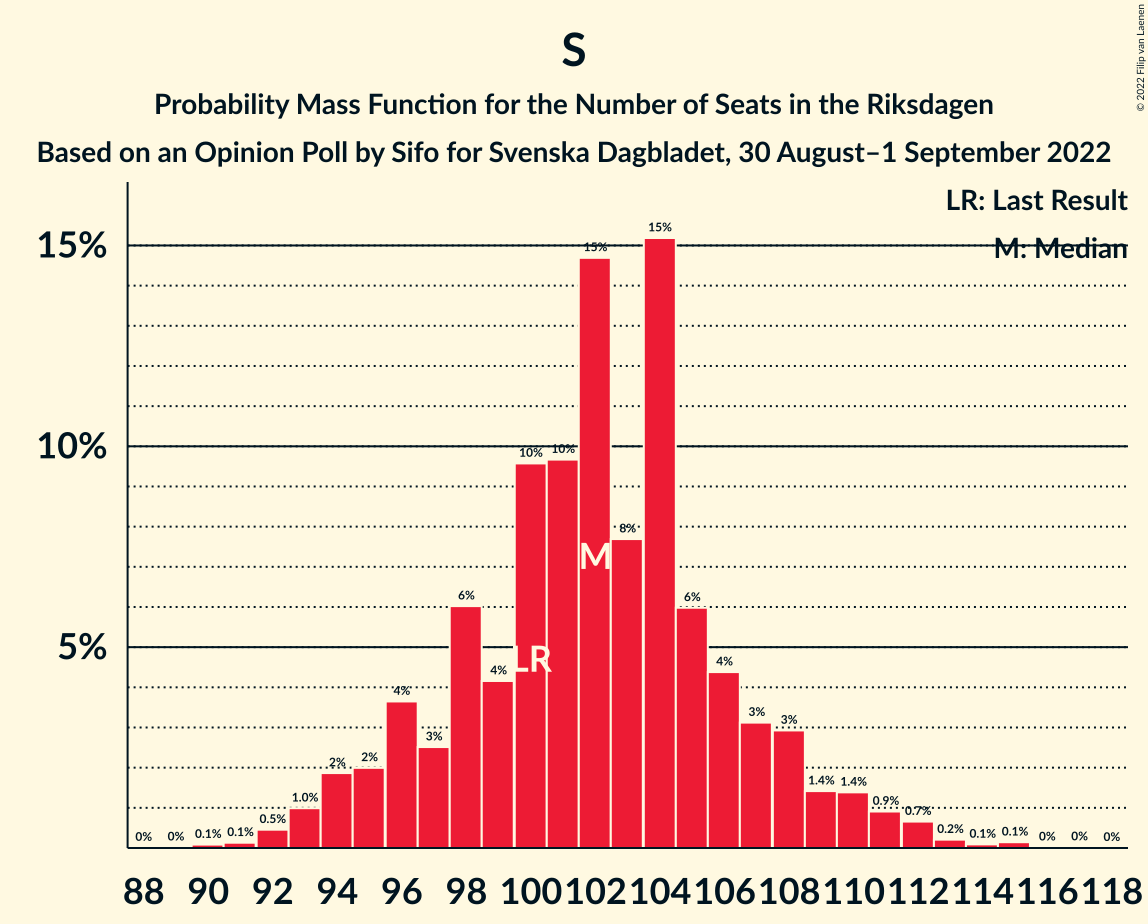 S
Probability Mass Function for the Number of Seats in the Riksdagen
Based on an Opinion Poll by Sifo for Svenska Dagbladet, 30 August–1 September 2022
© 2022 Filip van Laenen
LR: Last Result
M: Median
15%
10%
5%
0% 0% 0.1% 0.1% 0.5% 1.0% 2% 2% 4% 3% 6% 4% 10% 10% 15% 8% 15% 6% 4% 3% 3% 1.4% 1.4% 0.9% 0.7% 0.2% 0.1% 0.1% 0% 0% 0%
LR
M
88 90 92 94 96 98 100 102 104 106 108 110 112 114 116 118